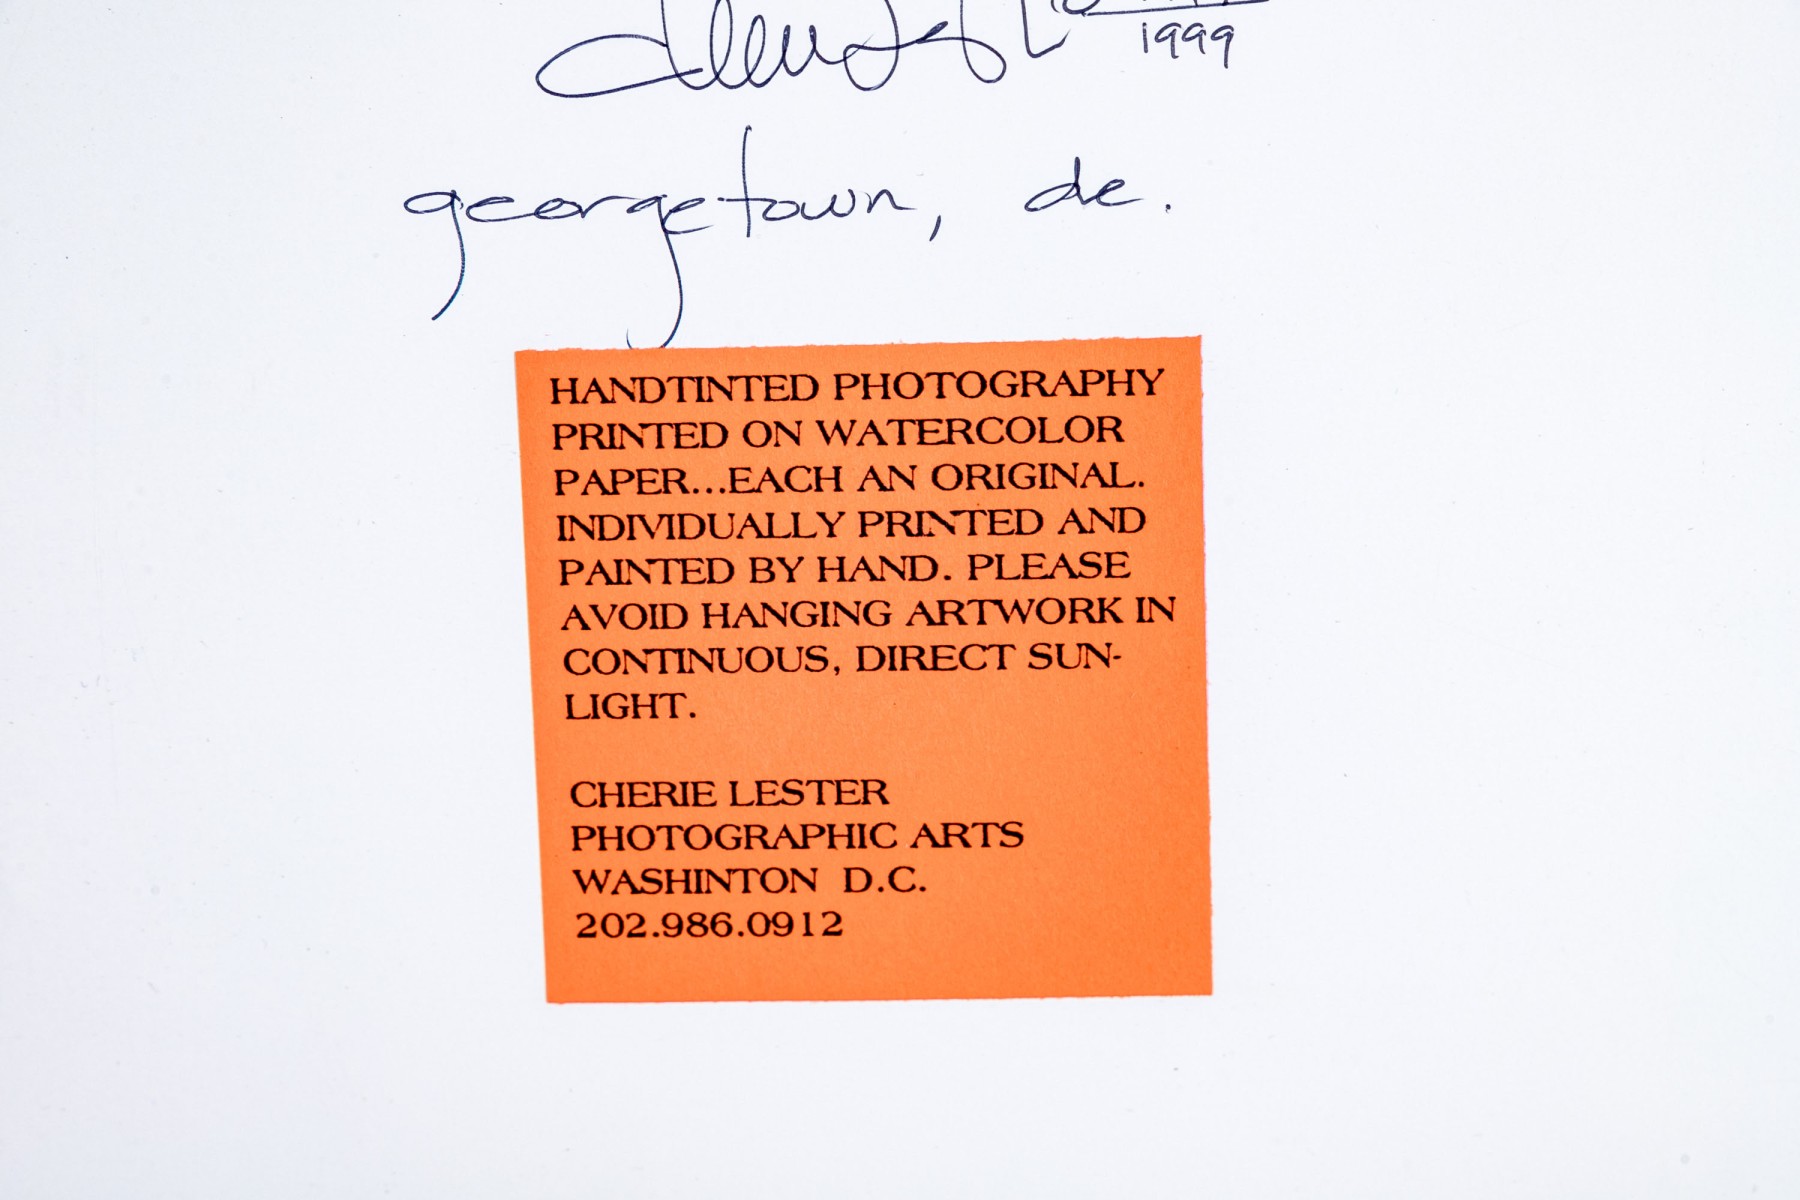 1999
georgetown, de.
HANDTINTED PHOTOGRAPHY
PRINTED ON WATERCOLOR
PAPER...EACH AN ORIGINAL.
INDIVIDUALLY PRINTED AND
PAINTED BY HAND. PLEASE
AVOID HANGING ARTWORK IN
CONTINUOUS, DIRECT SUN-
LIGHT.
CHERIE LESTER
PHOTOGRAPHIC ARTS
WASHINTON D.C.
202.986.0912